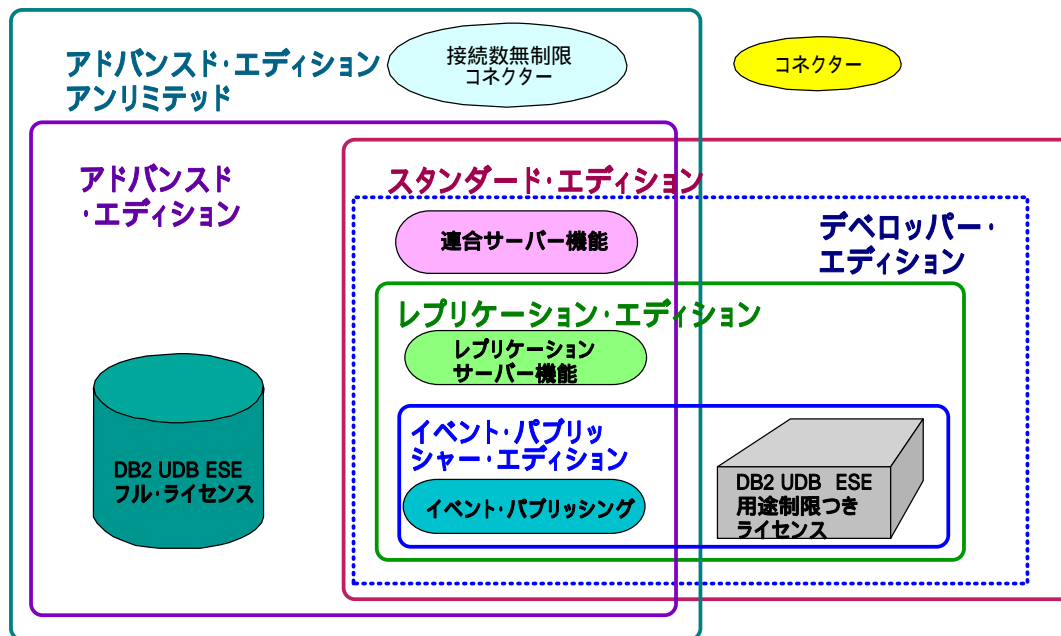 アドバンスド・エディション
アンリミテッド
接続数無制限
コネクター
コネクター
アドバンスド
・エディション
スタンダード・エディション
デベロッパー・
エディション
連合サーバー機能
レプリケーション・エディション
レプリケーション
サーバー機能
イベント・パブリッ
シャー・エディション
イベント・パブリッシング
DB2 UDB ESE
フル・ライセンス
DB2 UDB ESE
用途制限つき
ライセンス